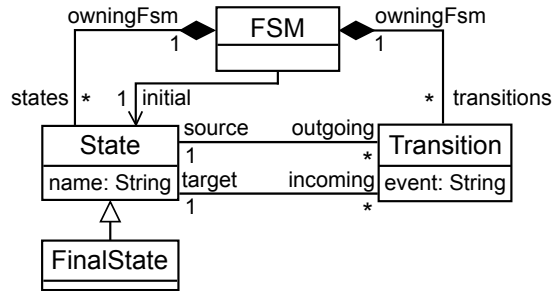 owningFsm FSM owningFsm
1 1
states * 1 initial * transitions
State source outgoing Transition
1 *
name: String target incoming event: String
1 *
FinalState